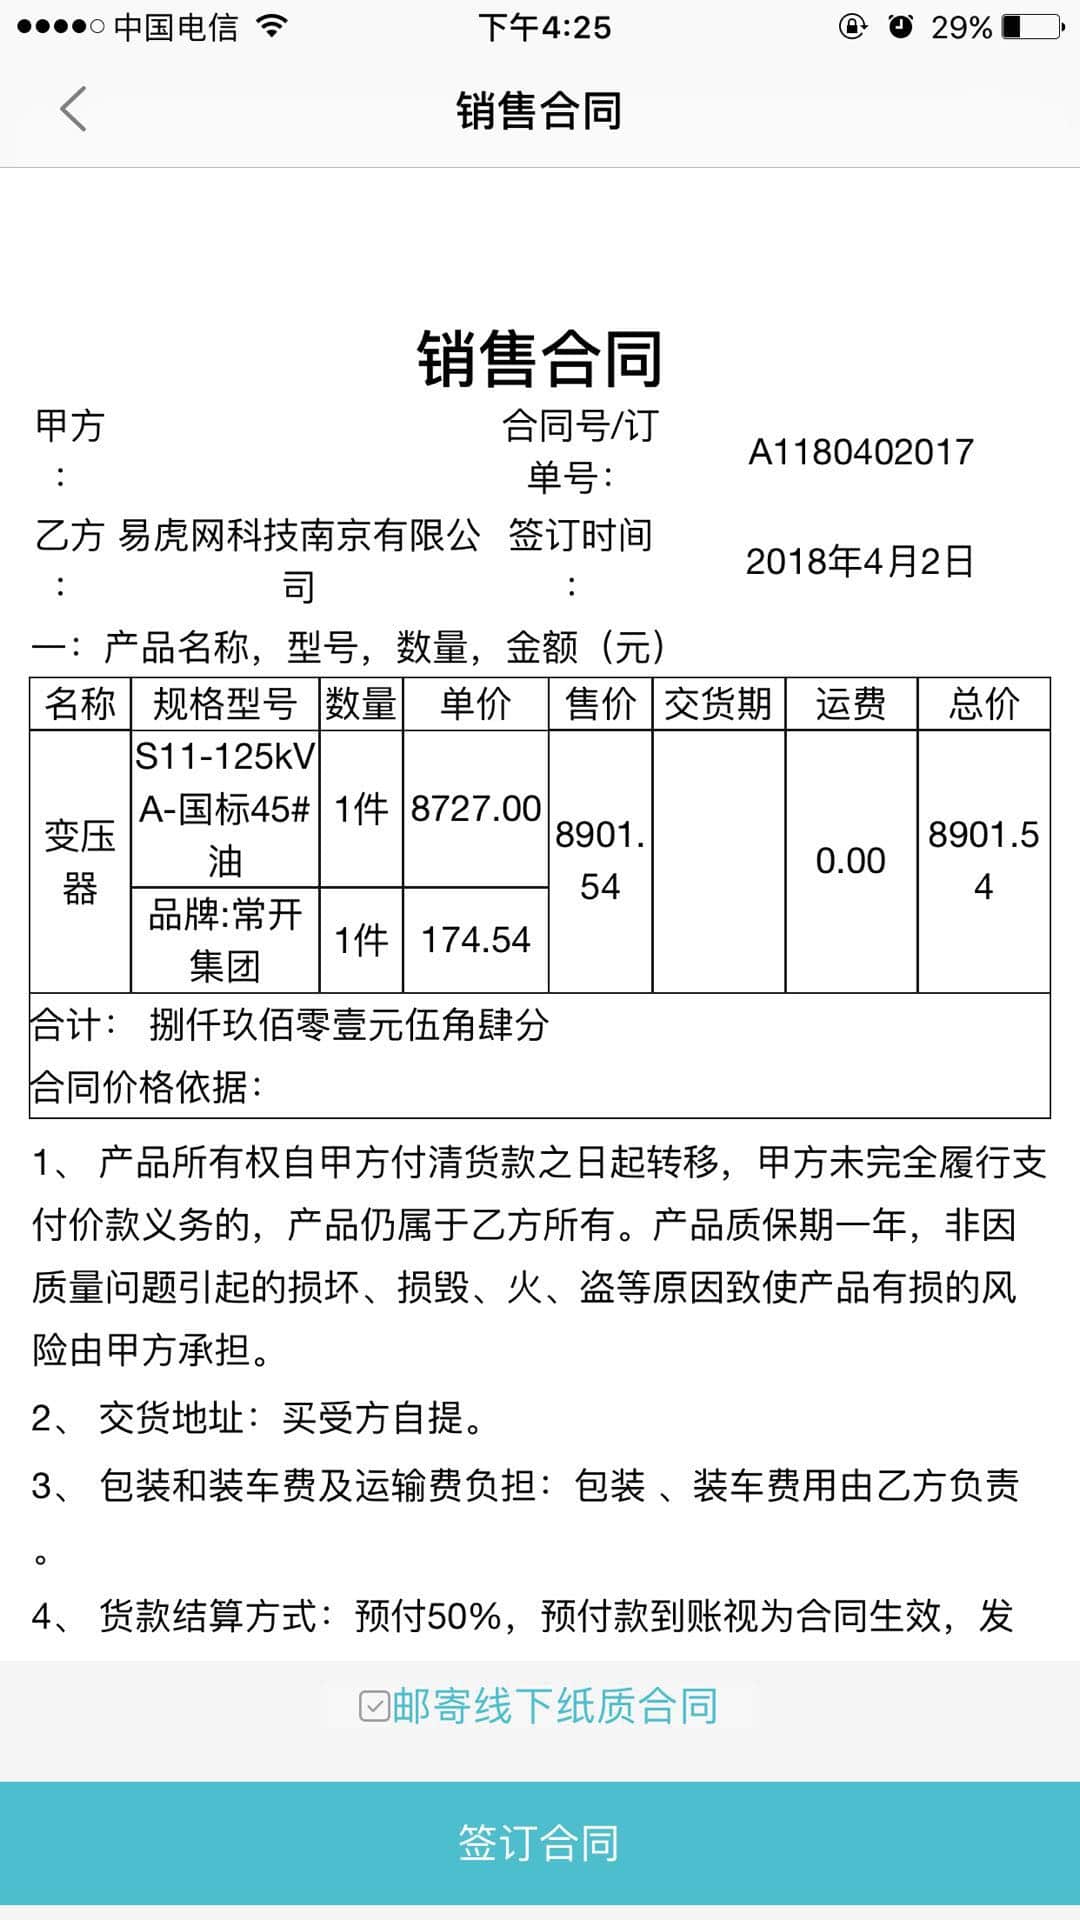 中国电信 下午4:25 29%
销售合同
销售合同
甲方
：
合同号/订
单号：
A1180402017
乙方 易虎网科技南京有限公
： 司
签订时间
：
2018年4月2日
一：产品名称，型号，数量，金额（元）
名称 规格型号 数量 单价 售价 交货期 运费 总价
变压
器
S11-125kV
A-国标45#
油
1件
8727.00
品牌:常开
集团
1件
174.54
8901.
54
0.00
8901.5
4
合计： 捌仟玖佰零壹元伍角肆分
合同价格依据：
1、 产品所有权自甲方付清货款之日起转移，甲方未完全履行支
付价款义务的，产品仍属于乙方所有。产品质保期一年，非因
质量问题引起的损坏、损毁、火、盗等原因致使产品有损的风
险由甲方承担。
2、 交货地址：买受方自提。
3、 包装和装车费及运输费负担：包装 、装车费用由乙方负责
。
4、 货款结算方式：预付50%，预付款到账视为合同生效，发
邮寄线下纸质合同
签订合同